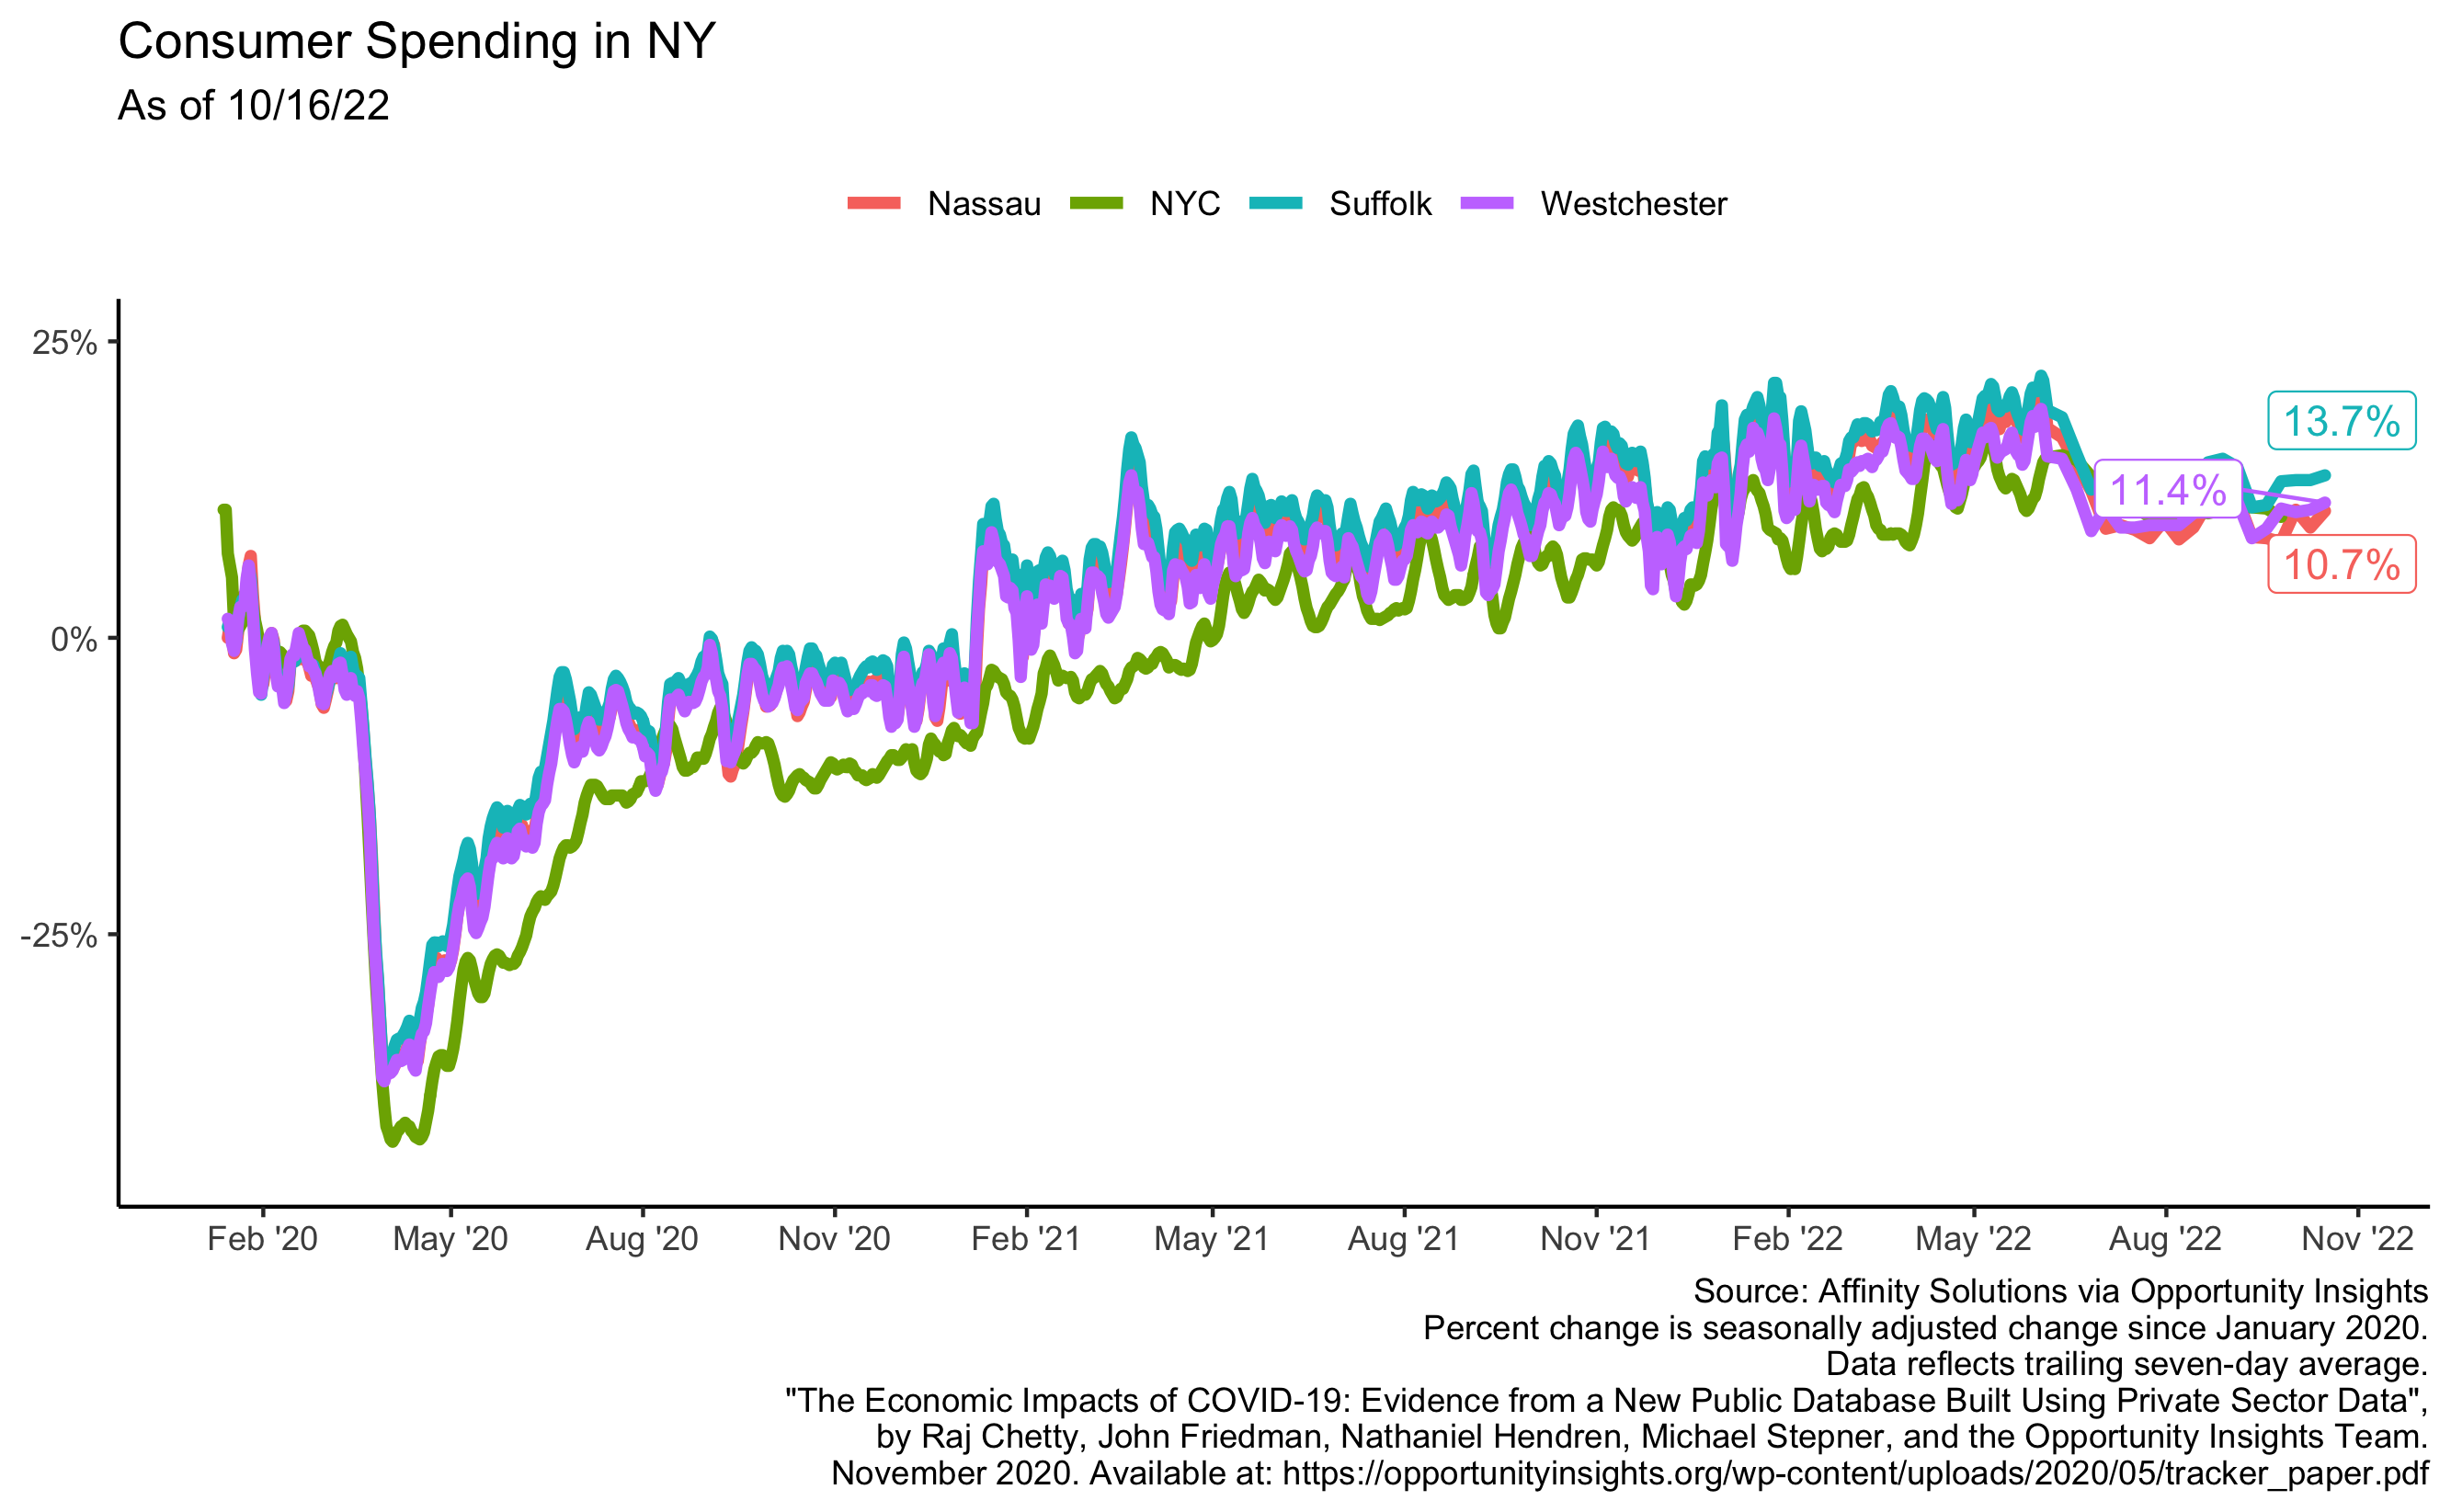 Consumer Spending in NY
As of 10/16/22
Nassau NYC Suffolk Westchester
25%
0%
-25%
13.7%
11.4%
10.7%
Feb '20 May '20 Aug '20 Nov '20 Feb '21 May '21 Aug '21 Nov '21 Feb '22 May '22 Aug '22 Nov '22
Source: Affinity Solutions via Opportunity Insights
Percent change is seasonally adjusted change since January 2020.
Data reflects trailing seven-day average.
"The Economic Impacts of COVID-19: Evidence from a New Public Database Built Using Private Sector Data",
by Raj Chetty, John Friedman, Nathaniel Hendren, Michael Stepner, and the Opportunity Insights Team.
November 2020. Available at: https://opportunityinsights.org/wp-content/uploads/2020/05/tracker_paper.pdf